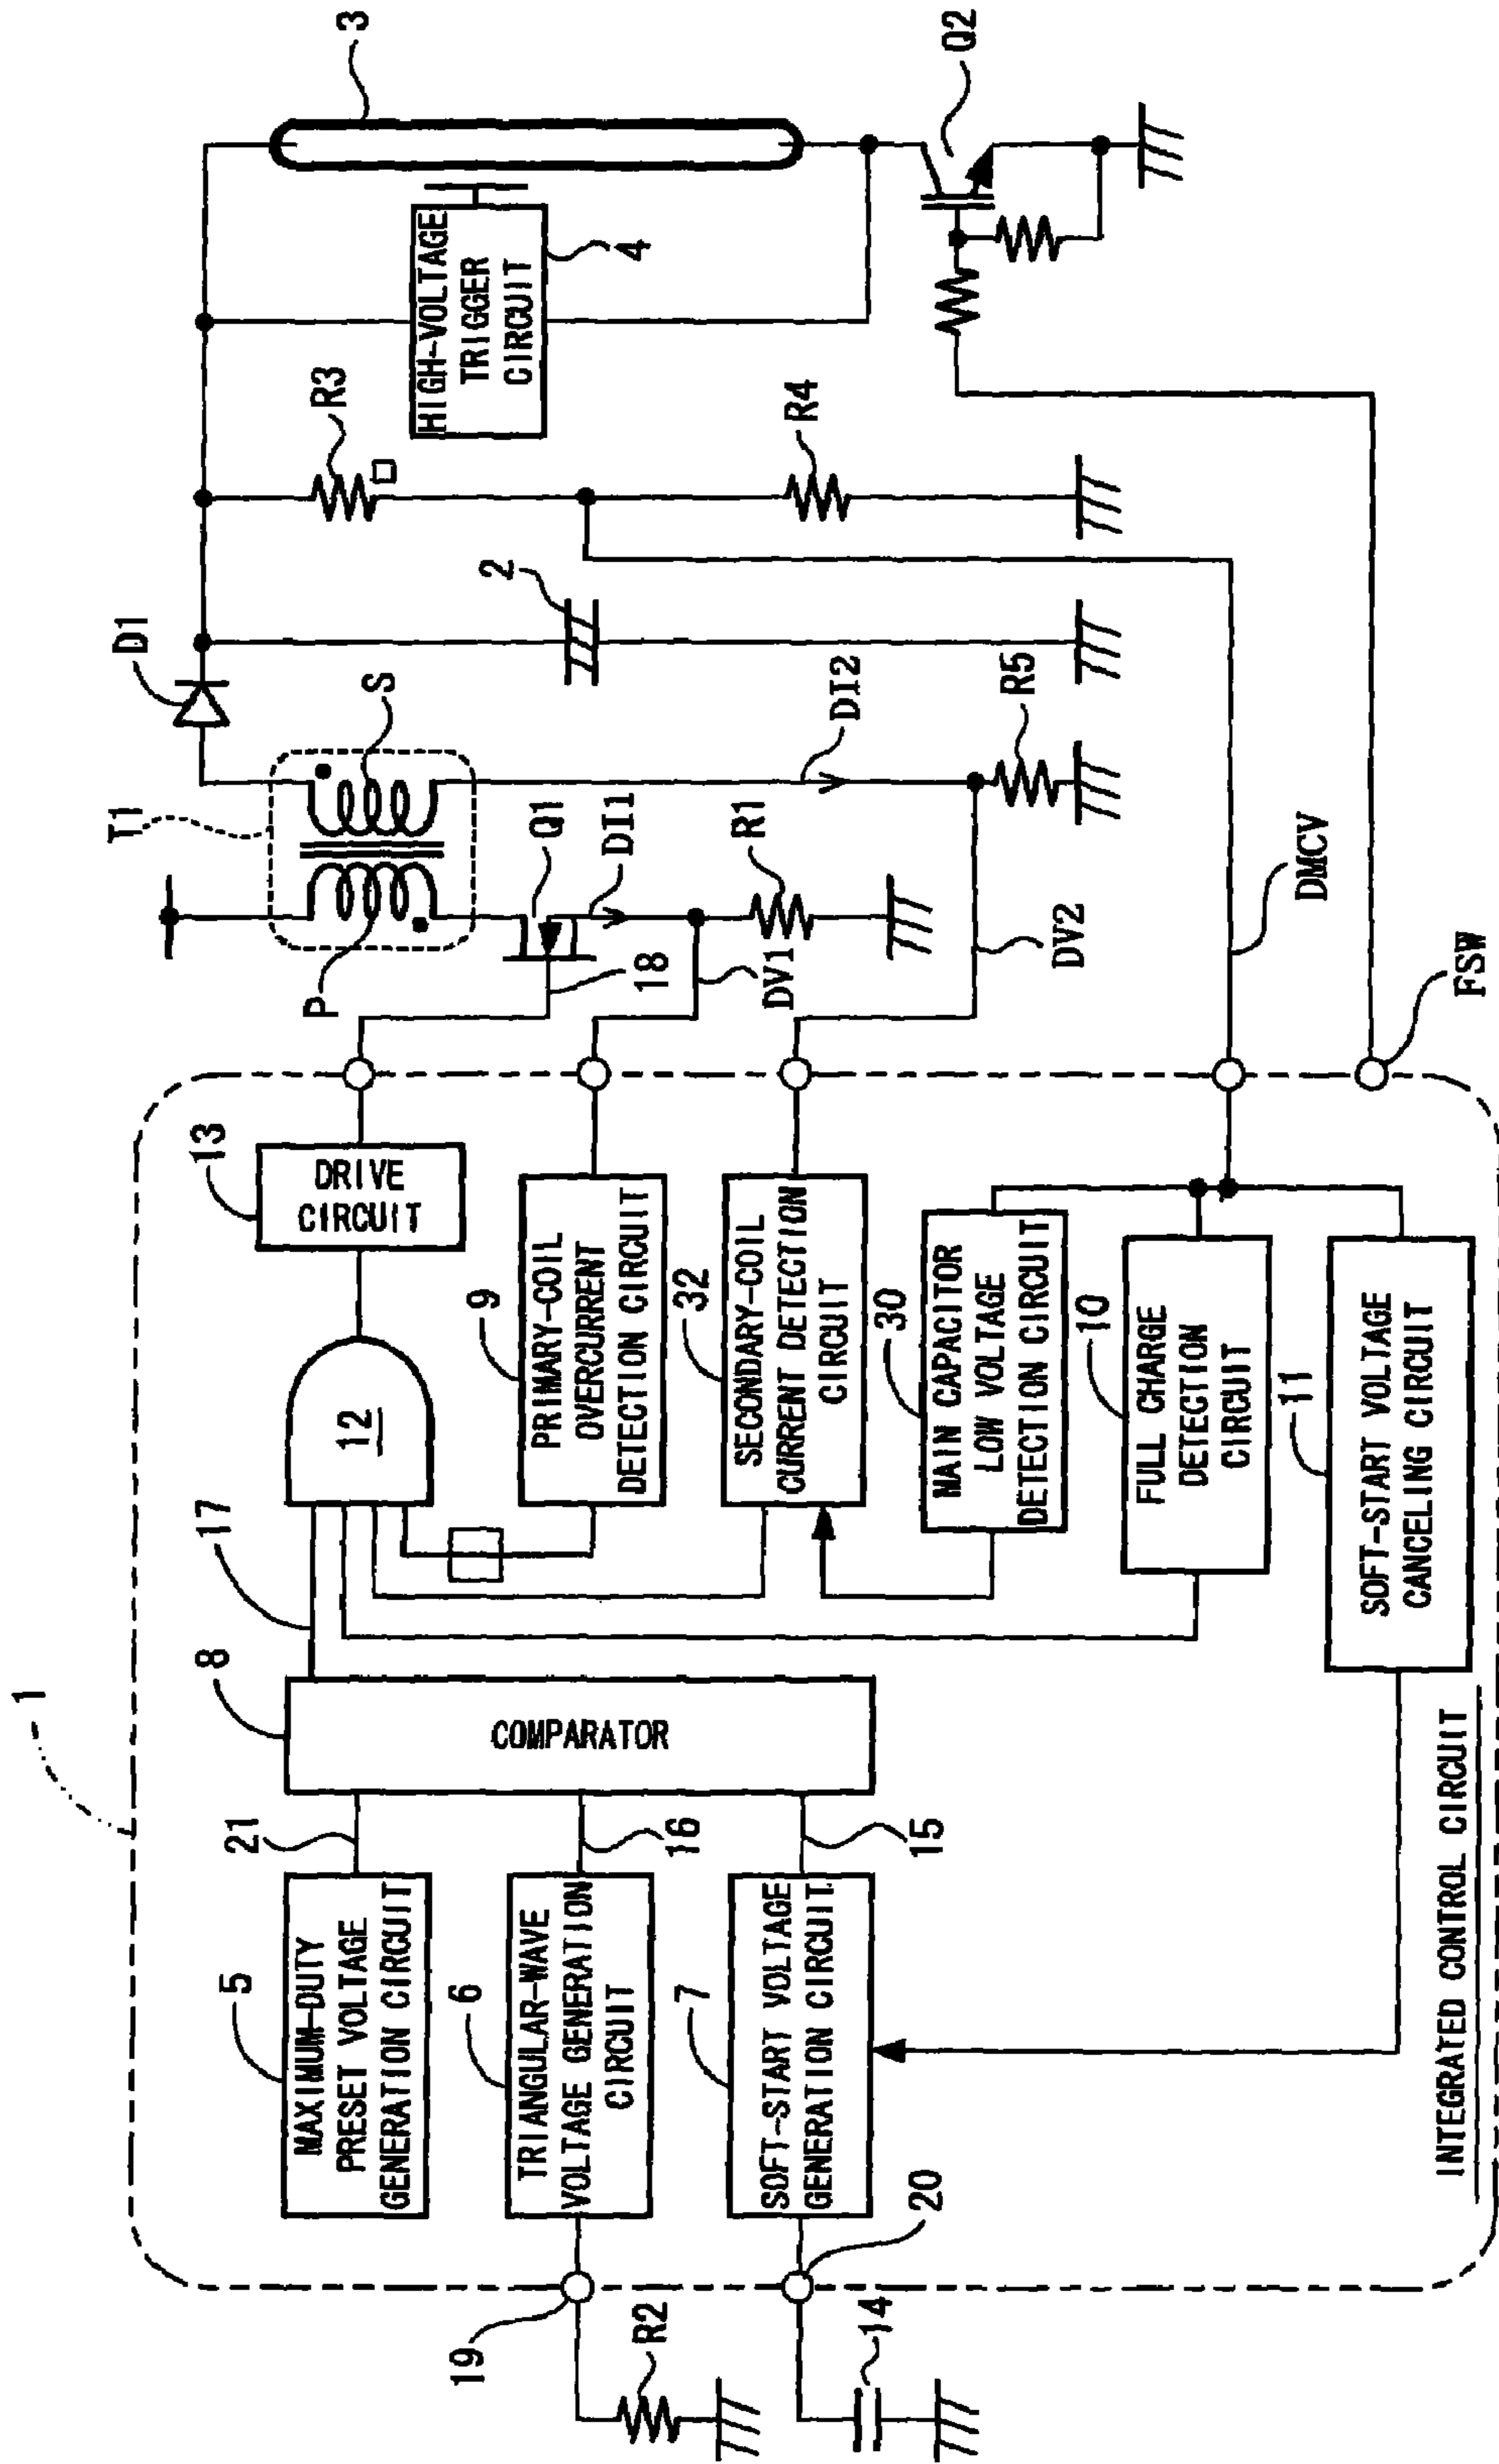 1
INTEGRATED CONTROL CIRCUIT
5
MAXIMUM-DUTY
PRESET VOLTAGE
GENERATION CIRCUIT
21
6
TRIANGULAR-WAVE
VOLTAGE GENERATION
CIRCUIT
16
7
SOFT-START VOLTAGE
GENERATION CIRCUIT
15
19
R2
20
14
8
COMPARATOR
17
12
13
DRIVE
CIRCUIT
9
PRIMARY-COIL
OVERCURRENT
DETECTION CIRCUIT
32
SECONDARY-COIL
CURRENT DETECTION
CIRCUIT
30
MAIN CAPACITOR
LOW VOLTAGE
DETECTION CIRCUIT
10
FULL CHARGE
DETECTION
CIRCUIT
11
SOFT-START VOLTAGE
CANCELING CIRCUIT
T1
P
S
D1
Q1
18
DI1
DV1
R1
DI2
DV2
R5
2
R3
R4
DMCV
FSW
HIGH-VOLTAGE
TRIGGER
CIRCUIT
4
3
Q2